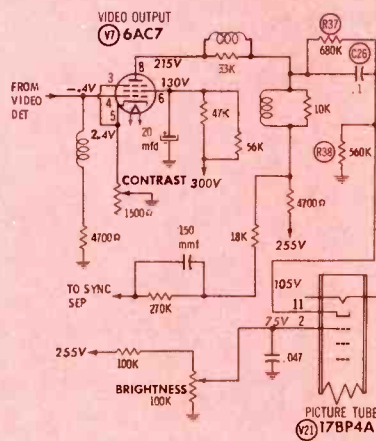 VIDEO OUTPUT
V7 6AC7
R37
680K
C26
.1
215V
8
33K
FROM
VIDEO
DET
-.4V
3
4
5
6
130V
2.4V
20
mfd
47K
56K
10K
R38
560K
CONTRAST
300V
1500Ω
4700Ω
4700Ω
255V
150
mmf
18K
TO SYNC
SEP
270K
105V
11
75V
2
255V
100K
.047
BRIGHTNESS
100K
PICTURE TUBE
V21 17BP4A